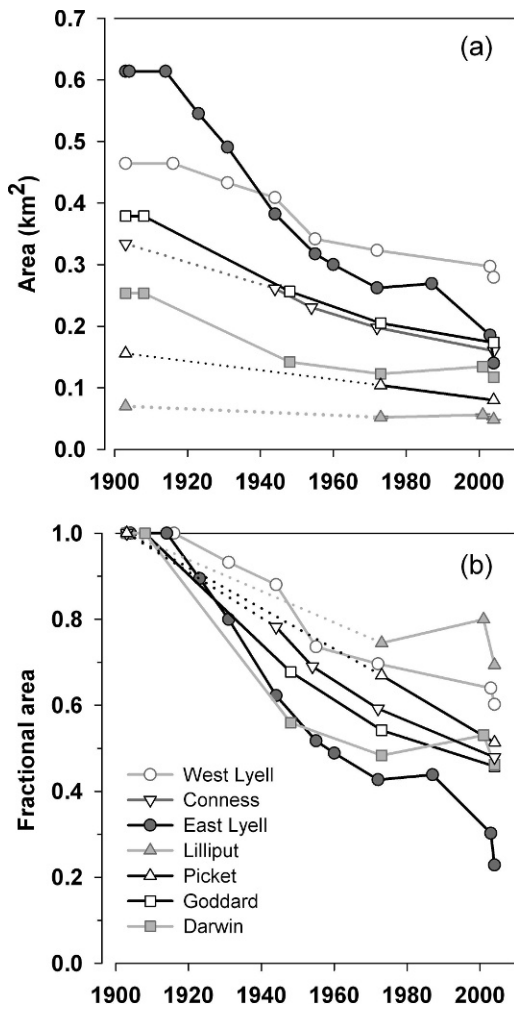 0.7
(a)
0.6
0.5
0.4
0.3
0.2
0.1
0.0
Area (km²)
1900 1920 1940 1960 1980 2000
1.0
(b)
0.8
0.6
0.4
0.2
0.0
Fractional area
West Lyell
Conness
East Lyell
Lilliput
Picket
Goddard
Darwin
1900 1920 1940 1960 1980 2000